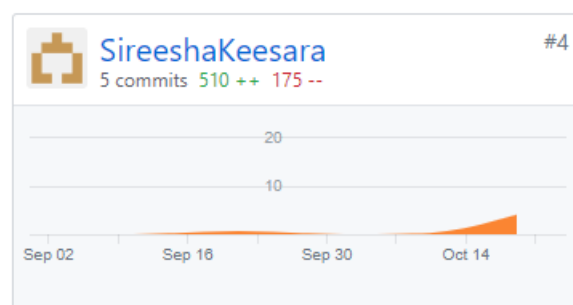 SireeshaKeesara
#4
5 commits 510 ++ 175 --
20
10
Sep 02 Sep 16 Sep 30 Oct 14